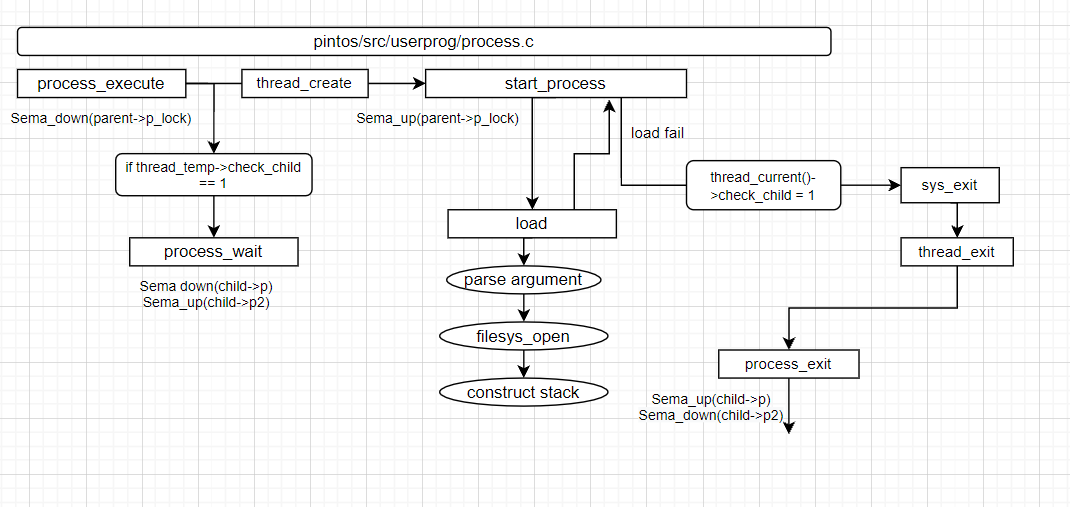 pintos/src/userprog/process.c
process_execute
thread_create
start_process
Sema_down(parent->p_lock)
Sema_up(parent->p_lock)
load fail
if thread_temp->check_child
== 1
thread_current()-
>check_child = 1
sys_exit
load
process_wait
thread_exit
parse argument
Sema down(child->p)
Sema_up(child->p2)
filesys_open
process_exit
construct stack
Sema_up(child->p)
Sema_down(child->p2)